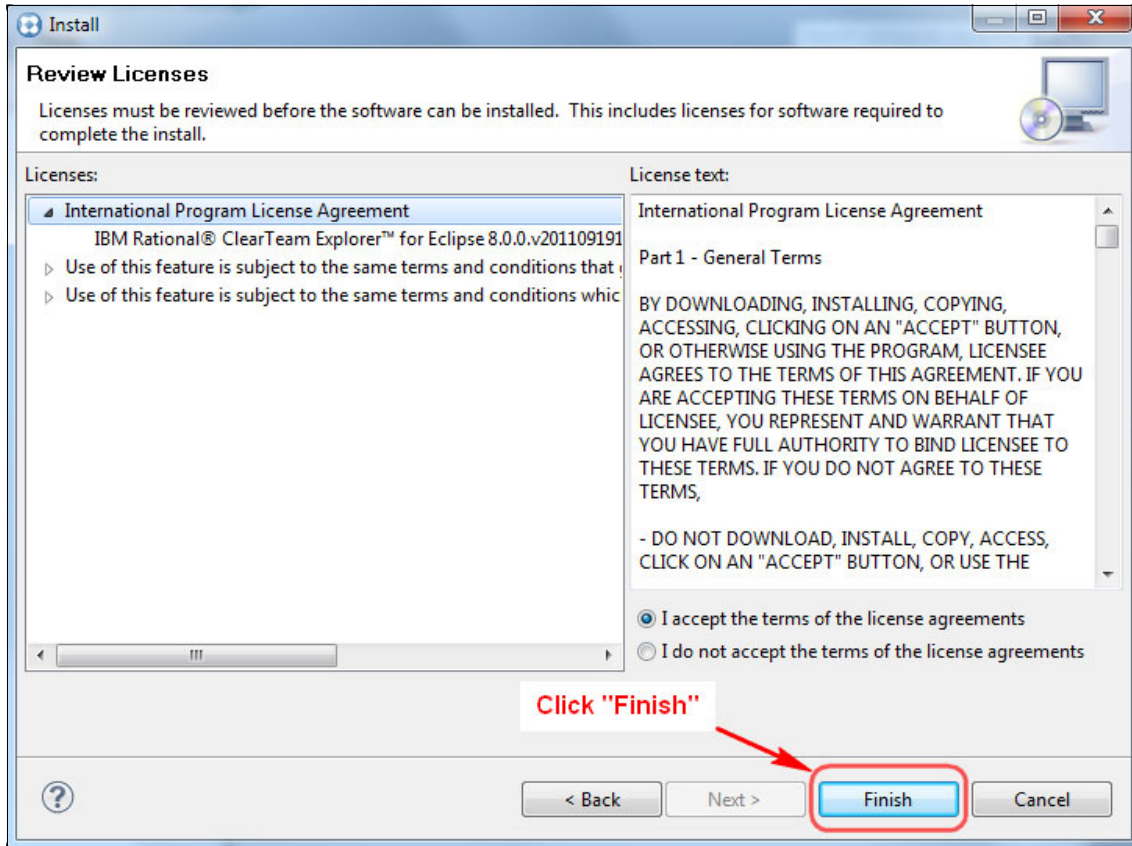 Install
Review Licenses
Licenses must be reviewed before the software can be installed.  This includes licenses for software required to
complete the install.
Licenses:
International Program License Agreement
IBM Rational® ClearTeam Explorer™ for Eclipse 8.0.0.v201109191
Use of this feature is subject to the same terms and conditions that
Use of this feature is subject to the same terms and conditions whic
License text:
International Program License Agreement
Part 1 - General Terms
BY DOWNLOADING, INSTALLING, COPYING,
ACCESSING, CLICKING ON AN "ACCEPT" BUTTON,
OR OTHERWISE USING THE PROGRAM, LICENSEE
AGREES TO THE TERMS OF THIS AGREEMENT. IF YOU
ARE ACCEPTING THESE TERMS ON BEHALF OF
LICENSEE, YOU REPRESENT AND WARRANT THAT
YOU HAVE FULL AUTHORITY TO BIND LICENSEE TO
THESE TERMS. IF YOU DO NOT AGREE TO THESE
TERMS,
- DO NOT DOWNLOAD, INSTALL, COPY, ACCESS,
CLICK ON AN "ACCEPT" BUTTON, OR USE THE
I accept the terms of the license agreements
I do not accept the terms of the license agreements
Click "Finish"
< Back
Next >
Finish
Cancel